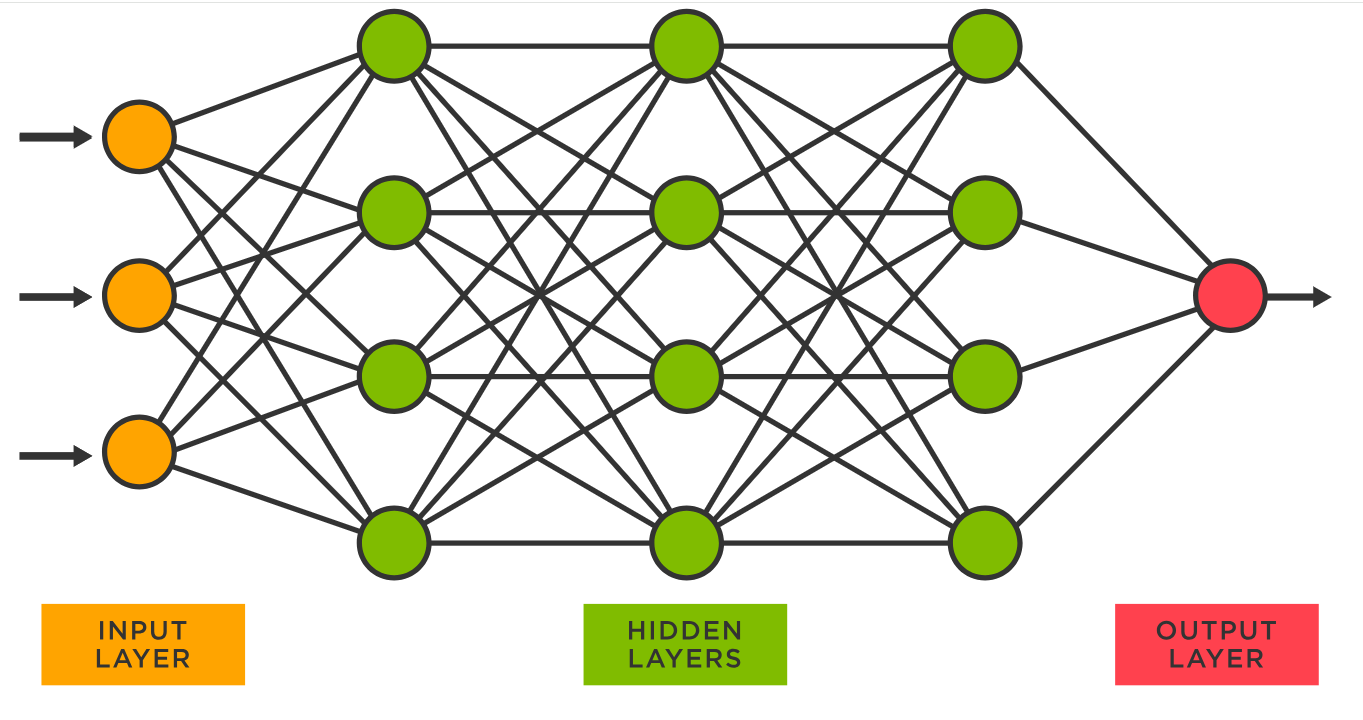 INPUT
LAYER
HIDDEN
LAYERS
OUTPUT
LAYER